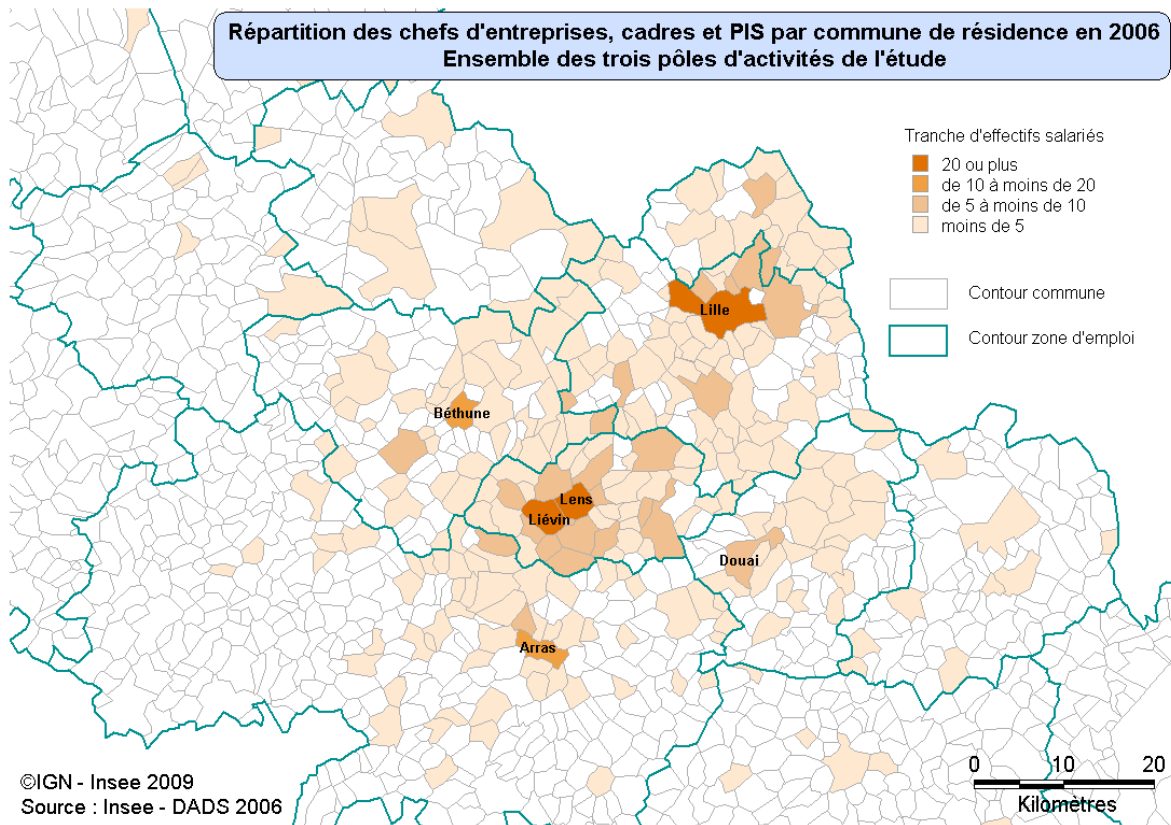 Répartition des chefs d'entreprises, cadres et PIS par commune de résidence en 2006
Ensemble des trois pôles d'activités de l'étude
Tranche d'effectifs salariés
20 ou plus
de 10 à moins de 20
de 5 à moins de 10
moins de 5
Contour commune
Contour zone d'emploi
Lille
Béthune
Lens
Liévin
Douai
Arras
©IGN - Insee 2009
Source : Insee - DADS 2006
0 10 20
Kilomètres